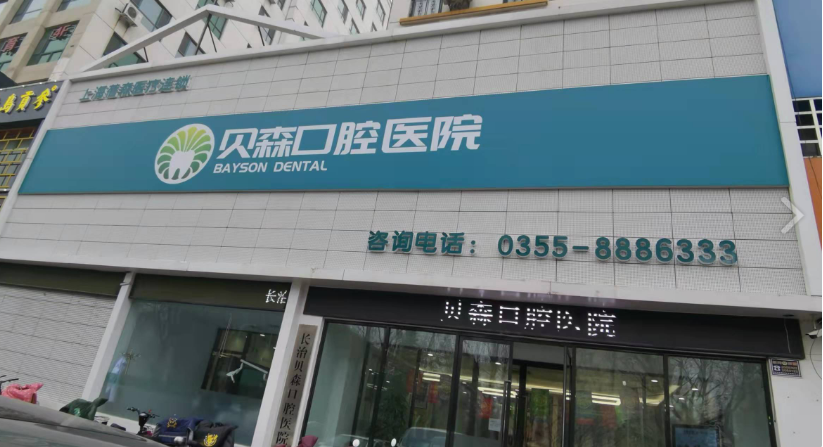 贝森口腔医院
BAYSON DENTAL
咨询电话：0355-8886333
长治
贝森口腔医院
长治贝森口腔医院